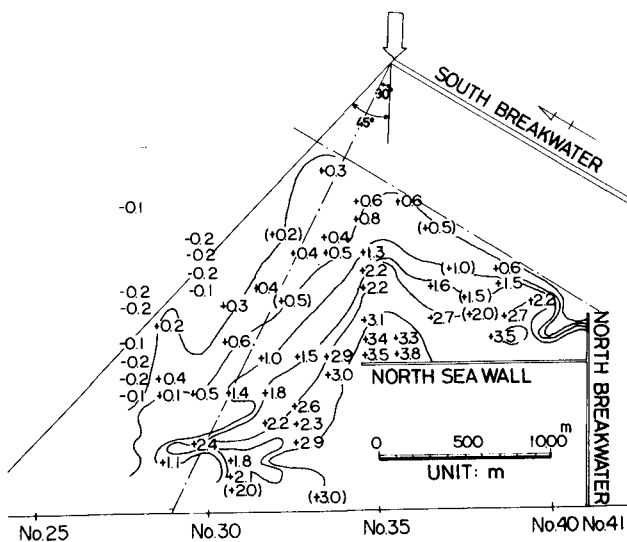 SOUTH BREAKWATER
30°
45°
+0.3
-0.1
+0.6 +0.6
+0.8
-0.2 (+0.2) +0.4 (+0.5)
-0.2 +0.4 +0.5 +1.3
-0.2 +2.2 (+1.0) +0.6
-0.2 -0.1 +0.4 +2.2 +1.6 +1.5
-0.2 +0.3 (+0.5) (+1.5) +2.2
+0.2 +3.1 +2.7 (+2.0) +2.7
-0.1 +0.6 +3.4 +3.3 +3.5
-0.2 +1.0 +1.5 +2.9 +3.5 +3.8
-0.2 +0.4 +3.0 NORTH SEA WALL
-0.1 +0.1 +0.5 +1.4 +1.8
+2.6
+2.2 +2.3
+2.4 +2.9
+1.1 +1.8
+2.1
(+2.0) (+3.0)
0 500 1000 m
UNIT: m
NORTH BREAKWATER
No.25 No.30 No.35 No.40 No.41